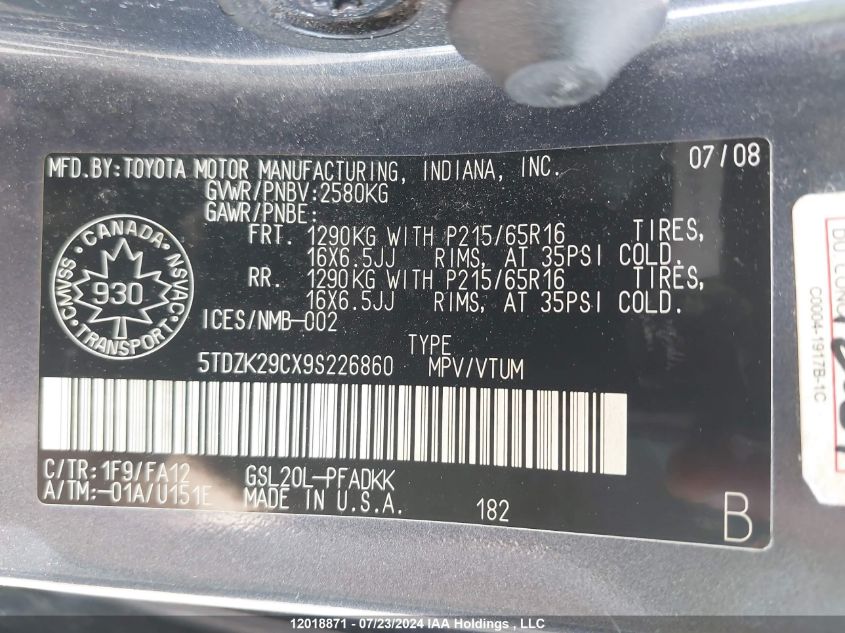 MFD.BY:TOYOTA MOTOR MANUFACTURING, INDIANA, INC. 07/08
GVWR/PNBV:2580KG
GAWR/PNBE:
FRT. 1290KG WITH P215/65R16 TIRES,
16X6.5JJ RIMS, AT 35PSI COLD.
RR. 1290KG WITH P215/65R16 TIRES,
16X6.5JJ RIMS, AT 35PSI COLD.
CANADA
CMVSS 930 NSVAC
TRANSPORT
ICES/NMB-002
TYPE
5TDZK29CX9S226860 MPV/VTUM
C/TR:1F9/FA12 GSL20L-PFADKK
A/TM:-01A/U151E MADE IN U.S.A. 182 B
C0004-1917B-1C
12018871 - 07/23/2024 IAA Holdings , LLC